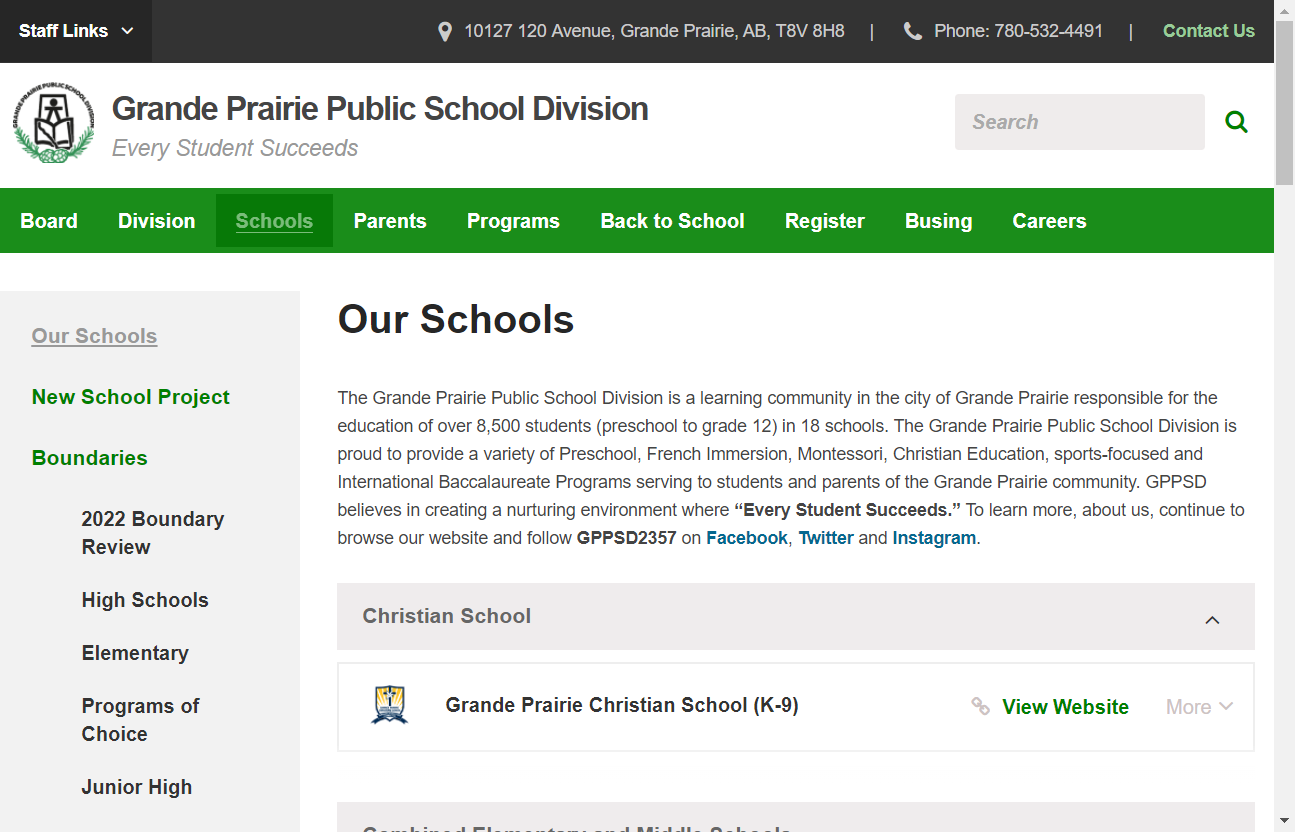 Staff Links
10127 120 Avenue, Grande Prairie, AB, T8V 8H8 | Phone: 780-532-4491 | Contact Us
GRANDE PRAIRIE PUBLIC SCHOOL DIVISION
Grande Prairie Public School Division
Every Student Succeeds
Search
Board Division Schools Parents Programs Back to School Register Busing Careers
Our Schools
New School Project
Boundaries
2022 Boundary
Review
High Schools
Elementary
Programs of
Choice
Junior High
Our Schools
The Grande Prairie Public School Division is a learning community in the city of Grande Prairie responsible for the
education of over 8,500 students (preschool to grade 12) in 18 schools. The Grande Prairie Public School Division is
proud to provide a variety of Preschool, French Immersion, Montessori, Christian Education, sports-focused and
International Baccalaureate Programs serving to students and parents of the Grande Prairie community. GPPSD
believes in creating a nurturing environment where “Every Student Succeeds.” To learn more, about us, continue to
browse our website and follow GPPSD2357 on Facebook, Twitter and Instagram.
Christian School
Grande Prairie Christian School (K-9) View Website More
Combined Elementary and Middle Schools